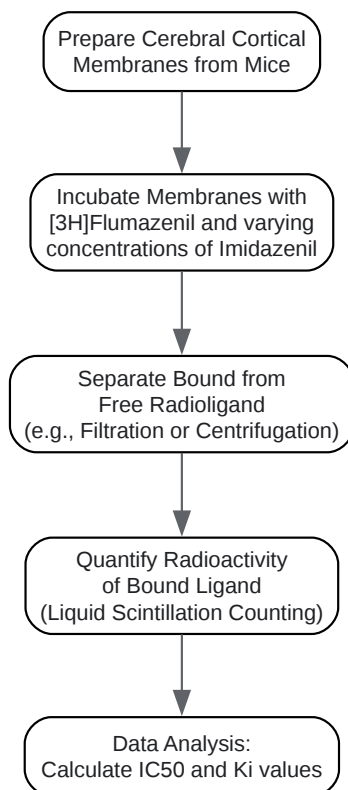 Prepare Cerebral Cortical
Membranes from Mice
Incubate Membranes with
[3H]Flumazenil and varying
concentrations of Imidazenil
Separate Bound from
Free Radioligand
(e.g., Filtration or Centrifugation)
Quantify Radioactivity
of Bound Ligand
(Liquid Scintillation Counting)
Data Analysis:
Calculate IC50 and Ki values